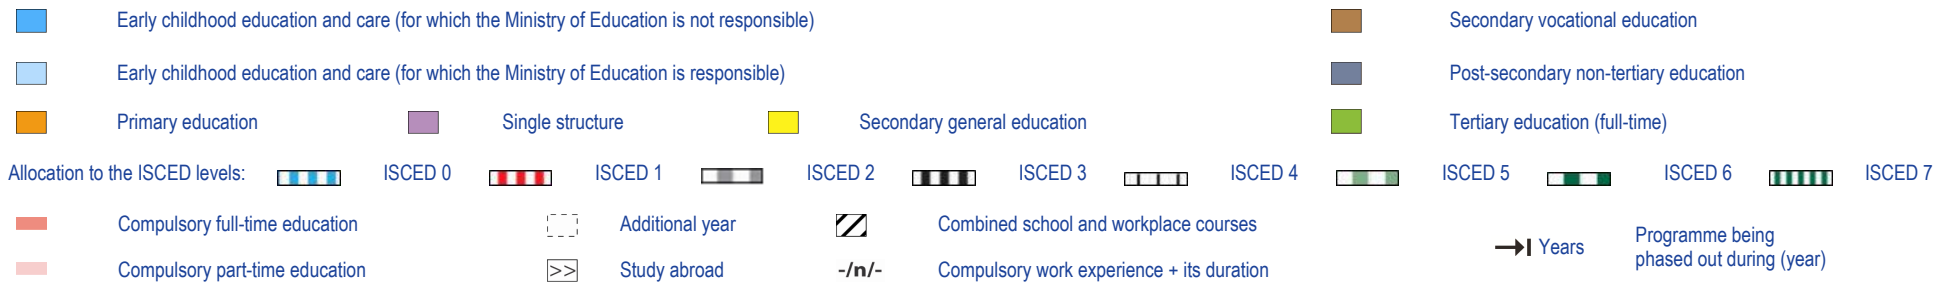 Early childhood education and care (for which the Ministry of Education is not responsible) Secondary vocational education
Early childhood education and care (for which the Ministry of Education is responsible) Post-secondary non-tertiary education
Primary education Single structure Secondary general education Tertiary education (full-time)
Allocation to the ISCED levels: ISCED 0 ISCED 1 ISCED 2 ISCED 3 ISCED 4 ISCED 5 ISCED 6 ISCED 7
Compulsory full-time education Additional year Combined school and workplace courses
Compulsory part-time education >> Study abroad -/n/- Compulsory work experience + its duration
Years Programme being
phased out during (year)